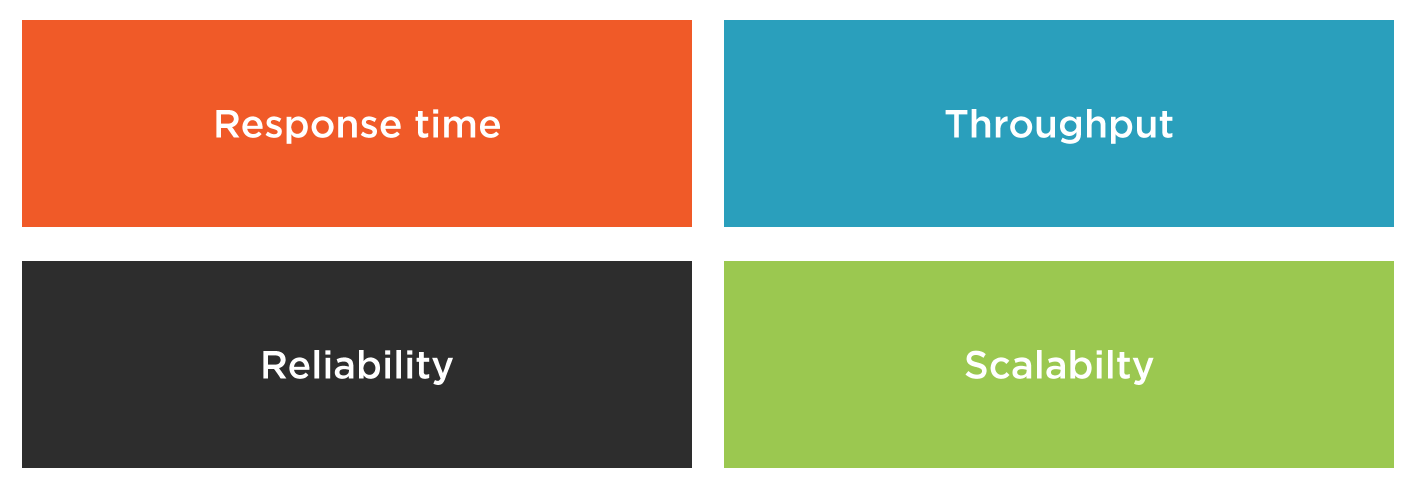 Response time
Throughput
Reliability
Scalabilty